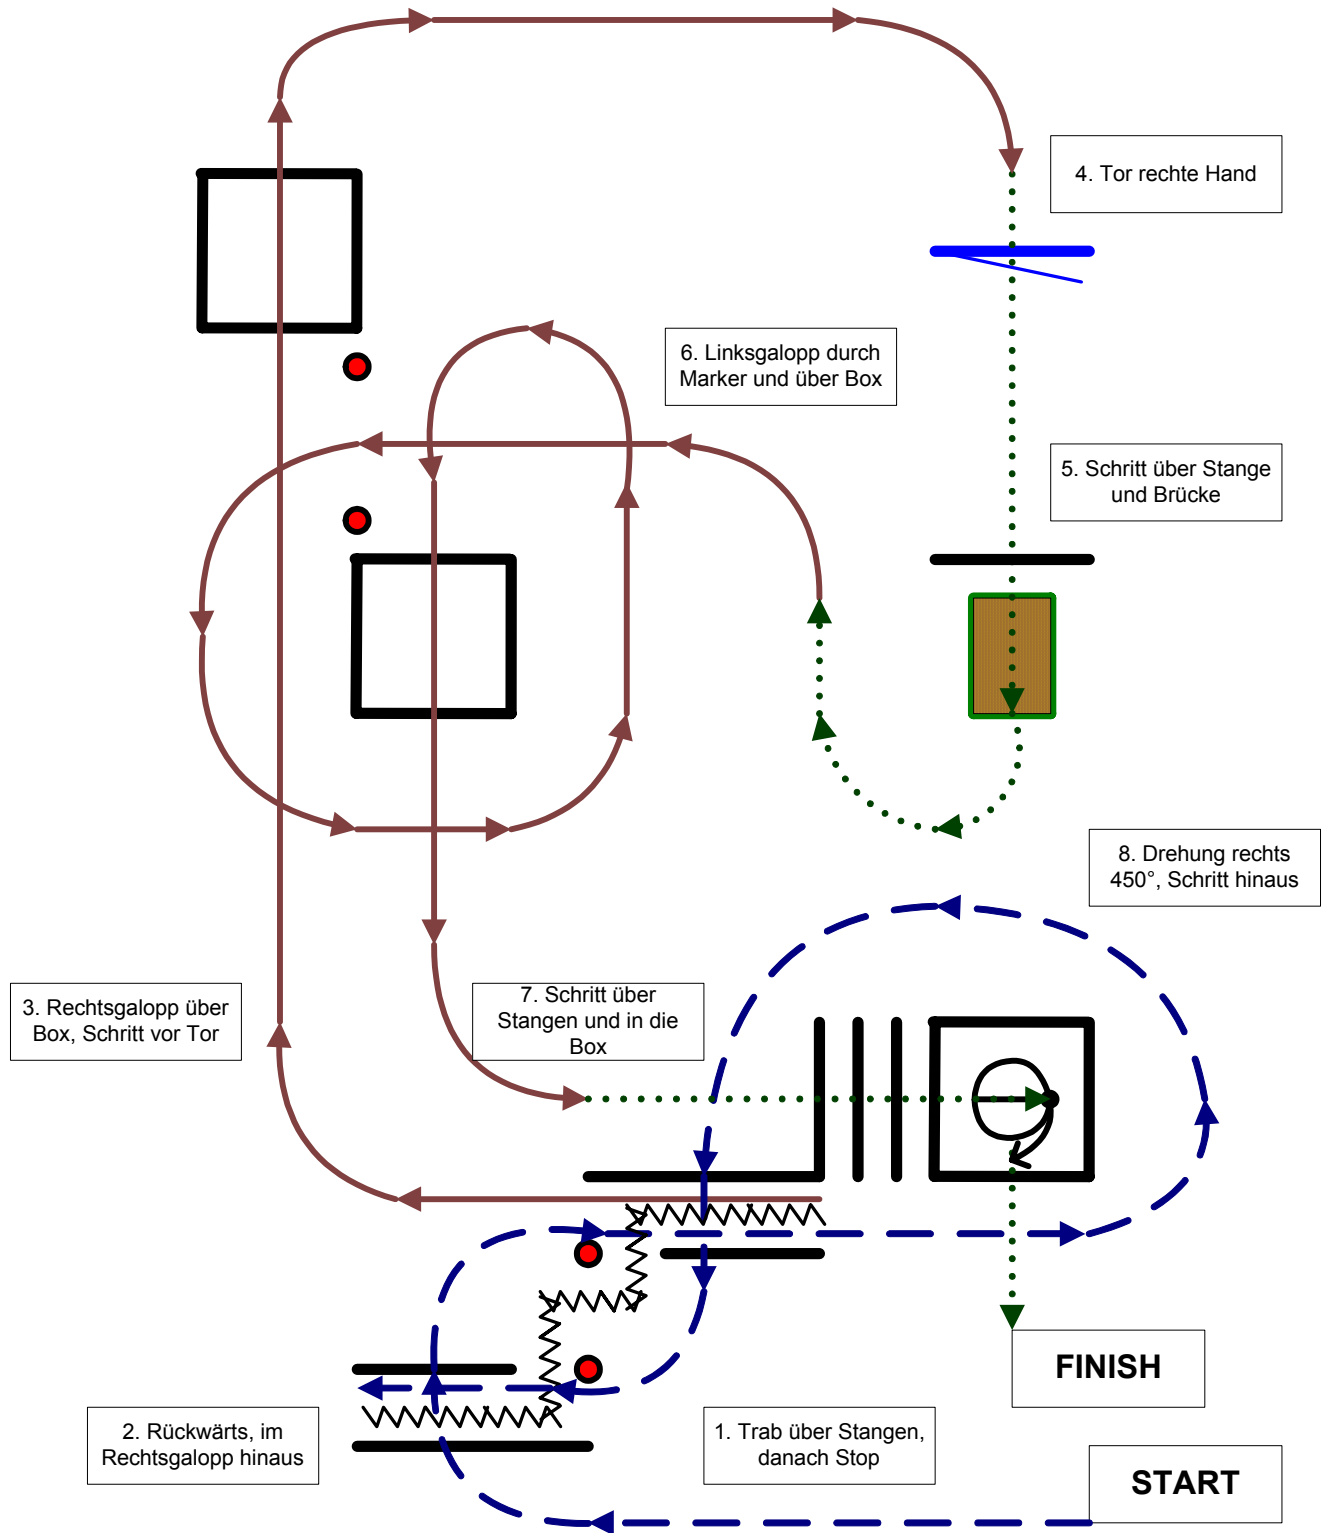 4. Tor rechte Hand
6. Linksgalopp durch
Marker und über Box
5. Schritt über Stange
und Brücke
8. Drehung rechts
450°, Schritt hinaus
3. Rechtsgalopp über
Box, Schritt vor Tor
7. Schritt über
Stangen und in die
Box
FINISH
2. Rückwärts, im
Rechtsgalopp hinaus
1. Trab über Stangen,
danach Stop
START